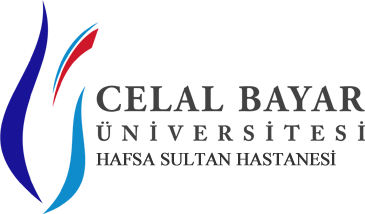 CELAL BAYAR
ÜNİVERSİTESİ
HAFSA SULTAN HASTANESİ